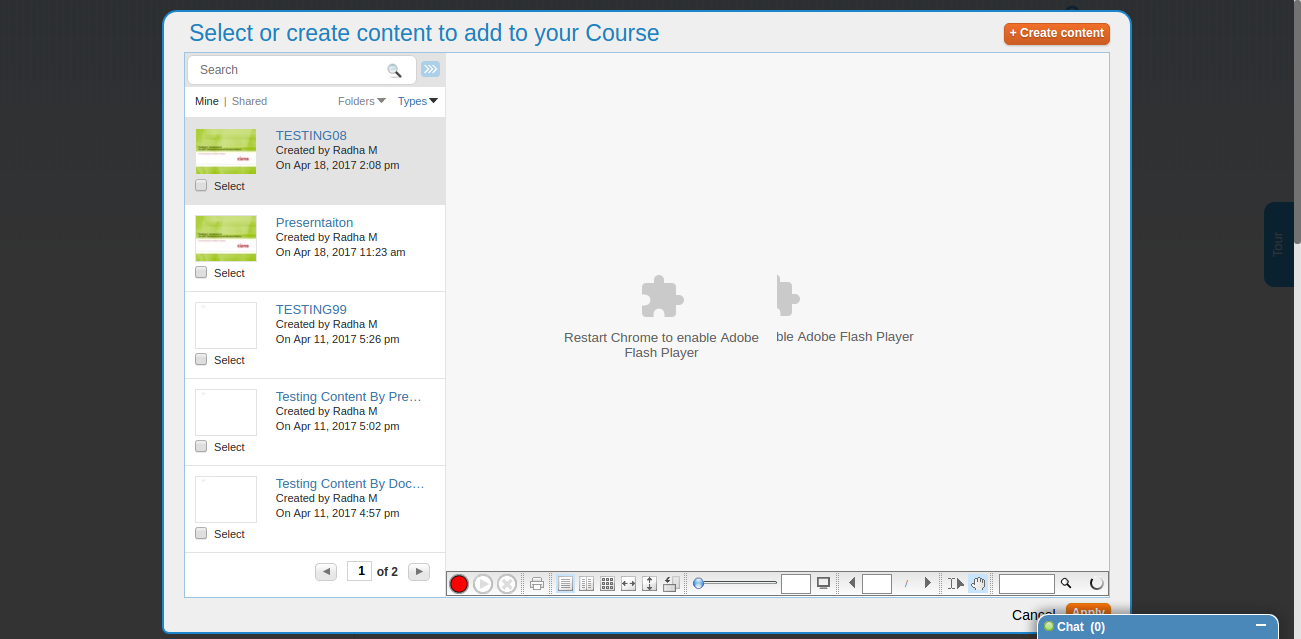 Select or create content to add to your Course
+ Create content
Search
Mine | Shared
Folders
Types
TESTING08
Created by Radha M
On Apr 18, 2017 2:08 pm
Select
Preserntaiton
Created by Radha M
On Apr 18, 2017 11:23 am
Select
TESTING99
Created by Radha M
On Apr 11, 2017 5:26 pm
Select
Testing Content By Pre…
Created by Radha M
On Apr 11, 2017 5:02 pm
Select
Testing Content By Doc…
Created by Radha M
On Apr 11, 2017 4:57 pm
Select
1 of 2
Restart Chrome to enable Adobe
Flash Player
ble Adobe Flash Player
/
Tour
Cancel
Apply
Chat (0)